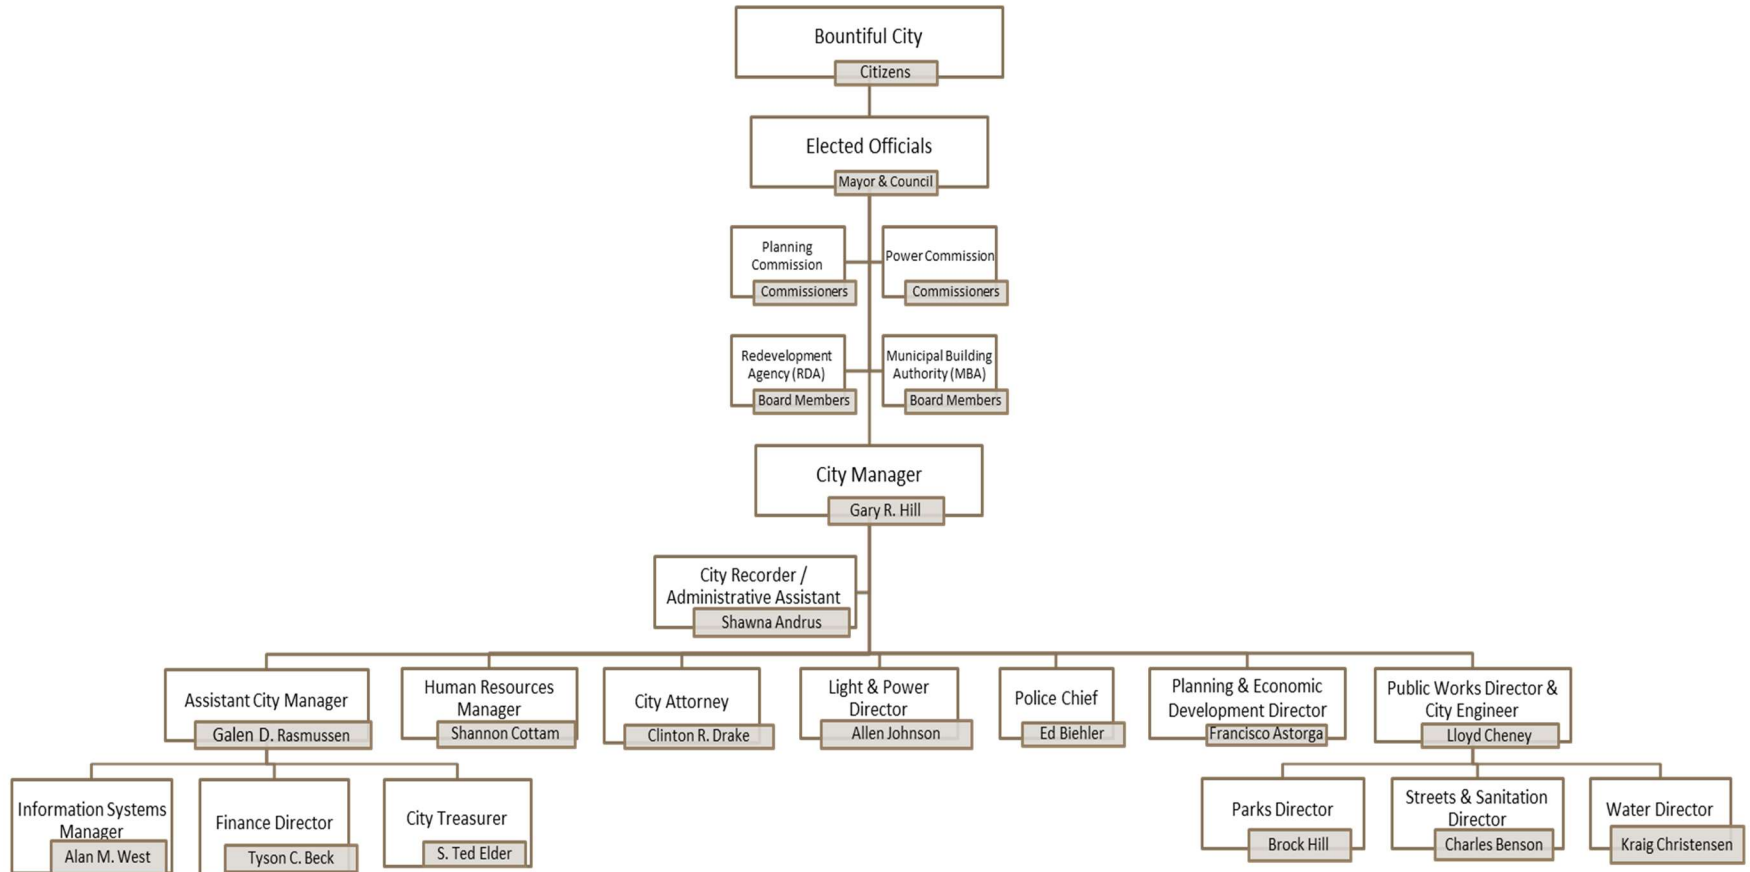 Bountiful City
Citizens
Elected Officials
Mayor & Council
Planning
Commission
Commissioners
Power Commission
Commissioners
Redevelopment
Agency (RDA)
Board Members
Municipal Building
Authority (MBA)
Board Members
City Manager
Gary R. Hill
City Recorder /
Administrative Assistant
Shawna Andrus
Assistant City Manager
Galen D. Rasmussen
Human Resources
Manager
Shannon Cottam
City Attorney
Clinton R. Drake
Light & Power
Director
Allen Johnson
Police Chief
Ed Biehler
Planning & Economic
Development Director
Francisco Astorga
Public Works Director &
City Engineer
Lloyd Cheney
Information Systems
Manager
Alan M. West
Finance Director
Tyson C. Beck
City Treasurer
S. Ted Elder
Parks Director
Brock Hill
Streets & Sanitation
Director
Charles Benson
Water Director
Kraig Christensen